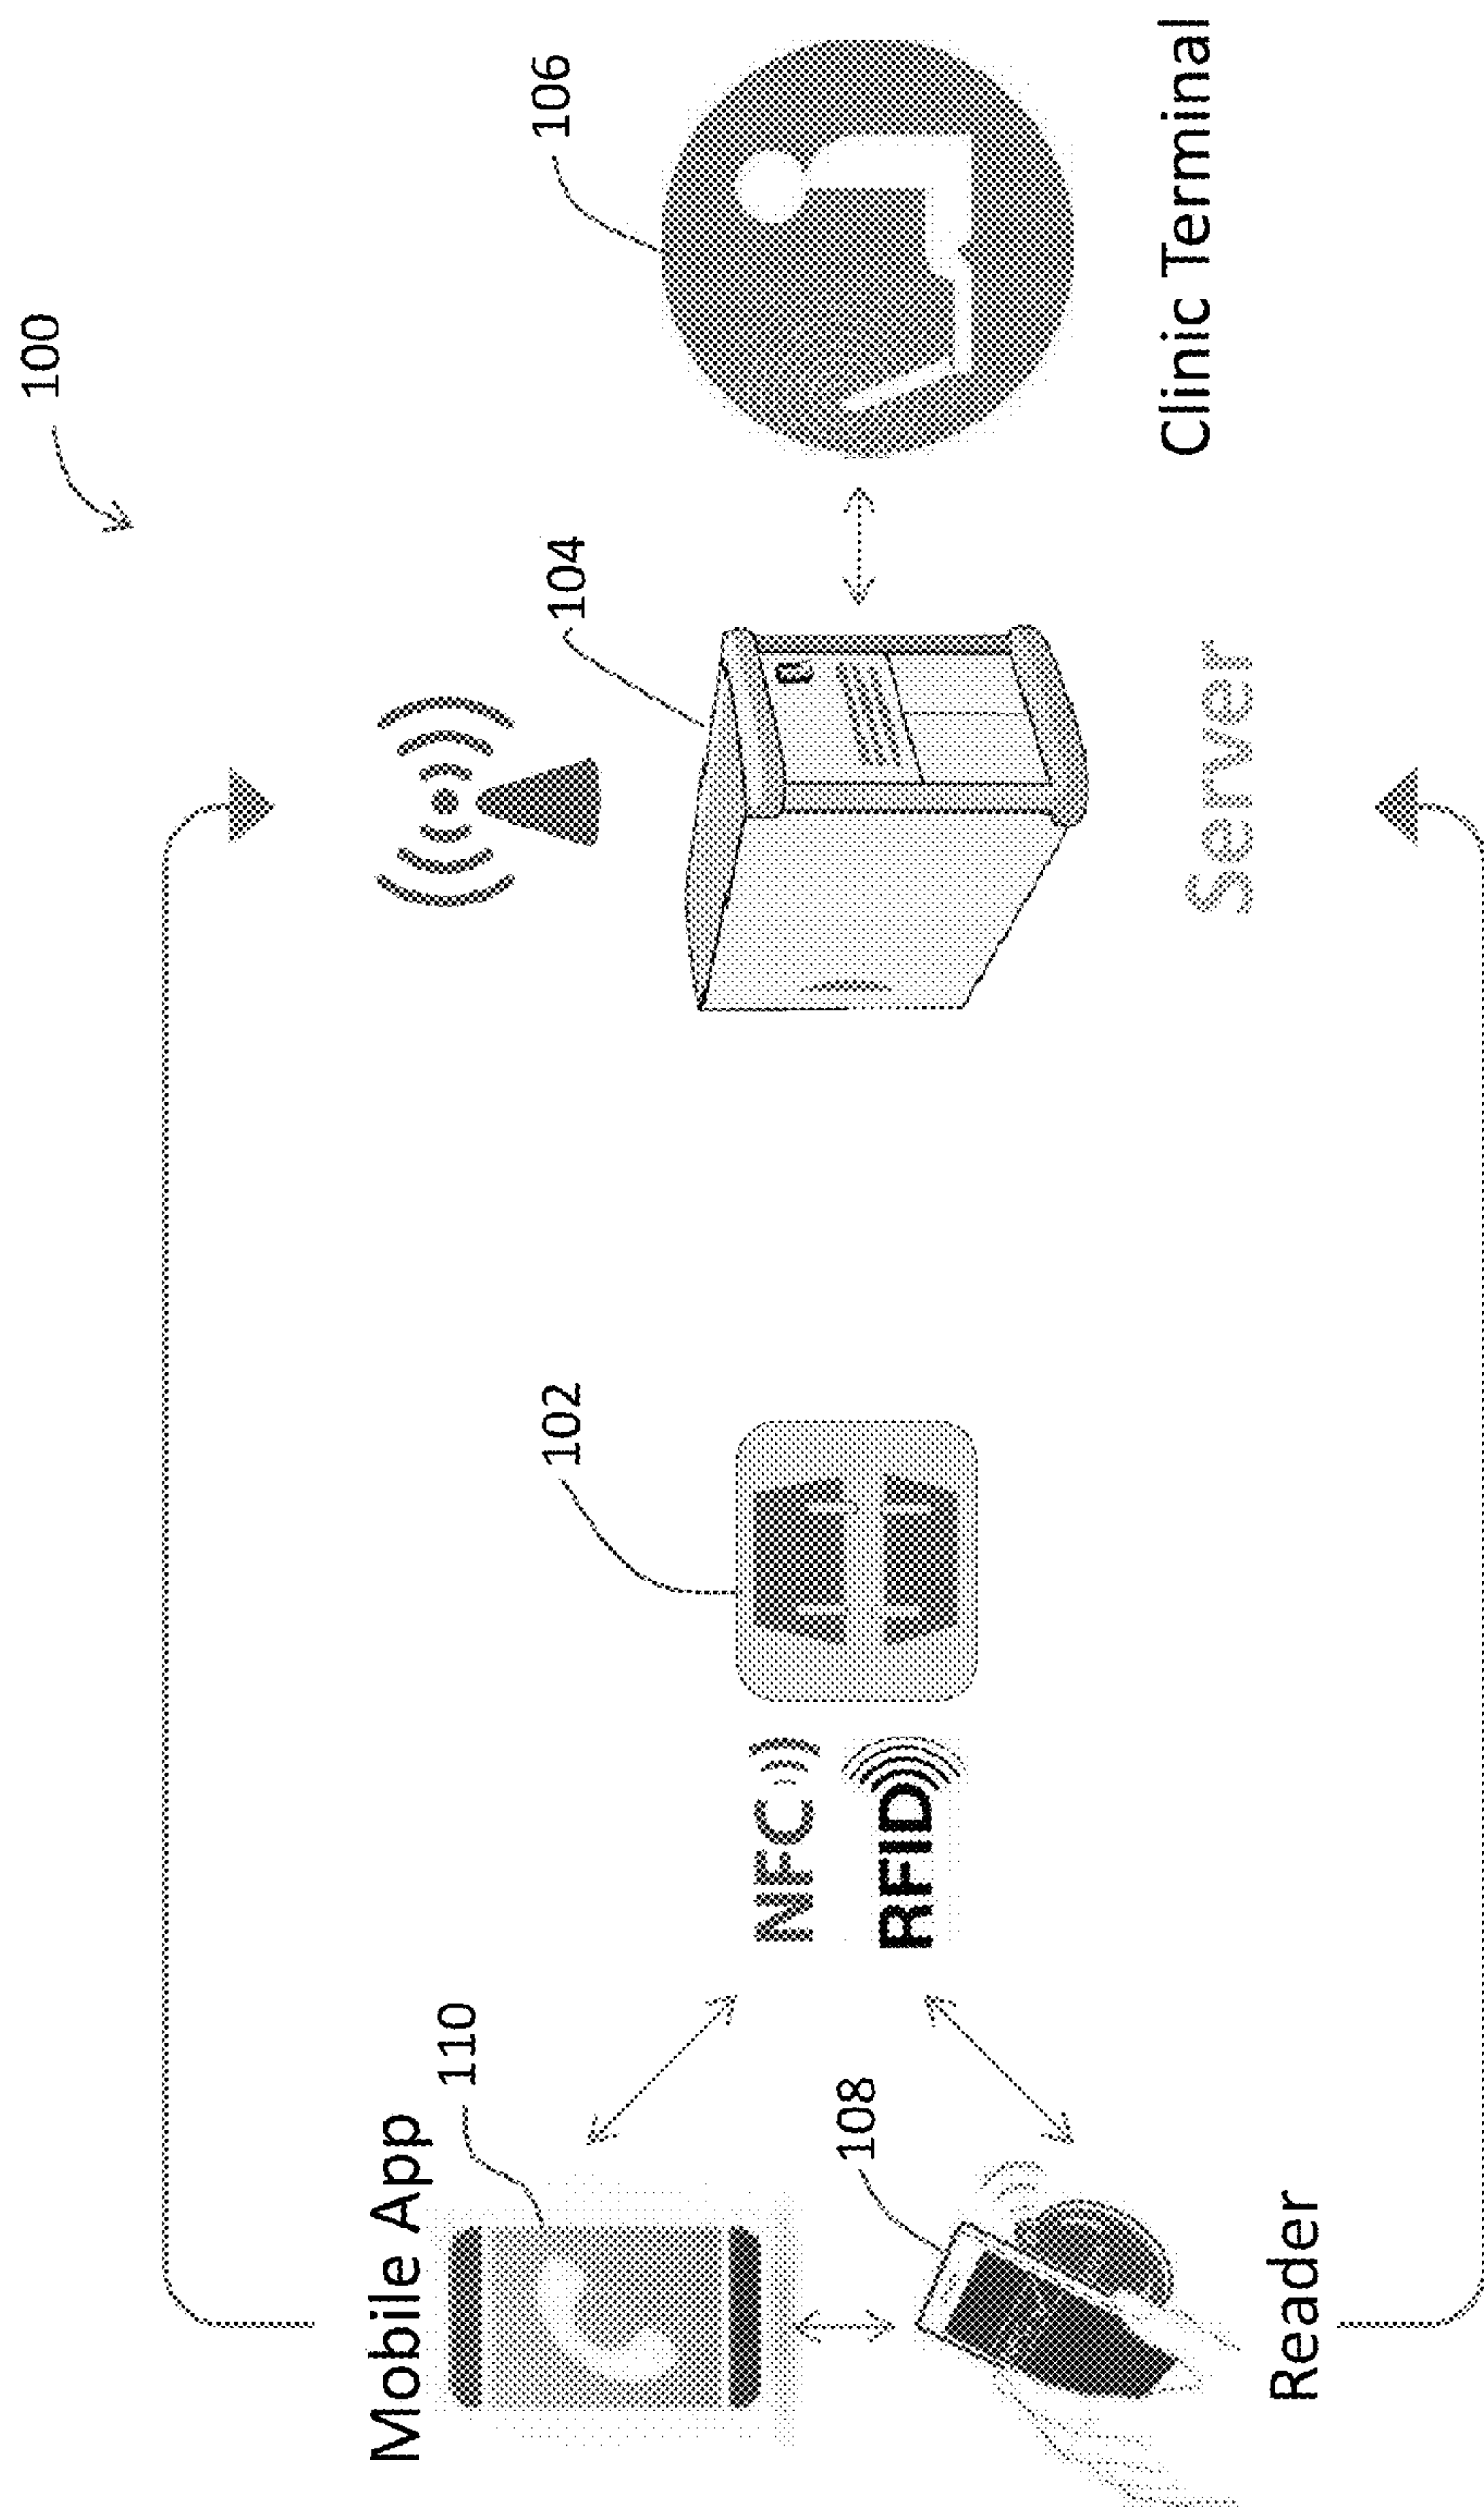 100
Mobile App
110
102
104
106
NFC
RFID
108
Reader
Server
Clinic Terminal